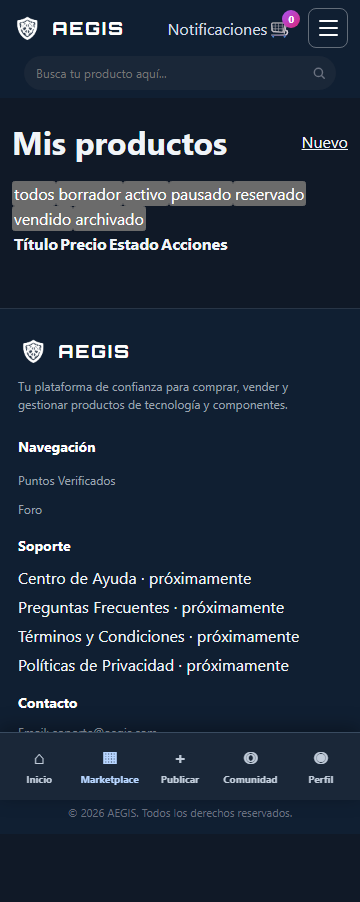 AEGIS
Notificaciones
0
Busca tu producto aquí...
Mis productos
Nuevo
todos borrador activo pausado reservado
vendido archivado
Título Precio Estado Acciones
AEGIS
Tu plataforma de confianza para comprar, vender y
gestionar productos de tecnología y componentes.
Navegación
Puntos Verificados
Foro
Soporte
Centro de Ayuda · próximamente
Preguntas Frecuentes · próximamente
Términos y Condiciones · próximamente
Políticas de Privacidad · próximamente
Contacto
Inicio
Marketplace
Publicar
Comunidad
Perfil
© 2026 AEGIS. Todos los derechos reservados.